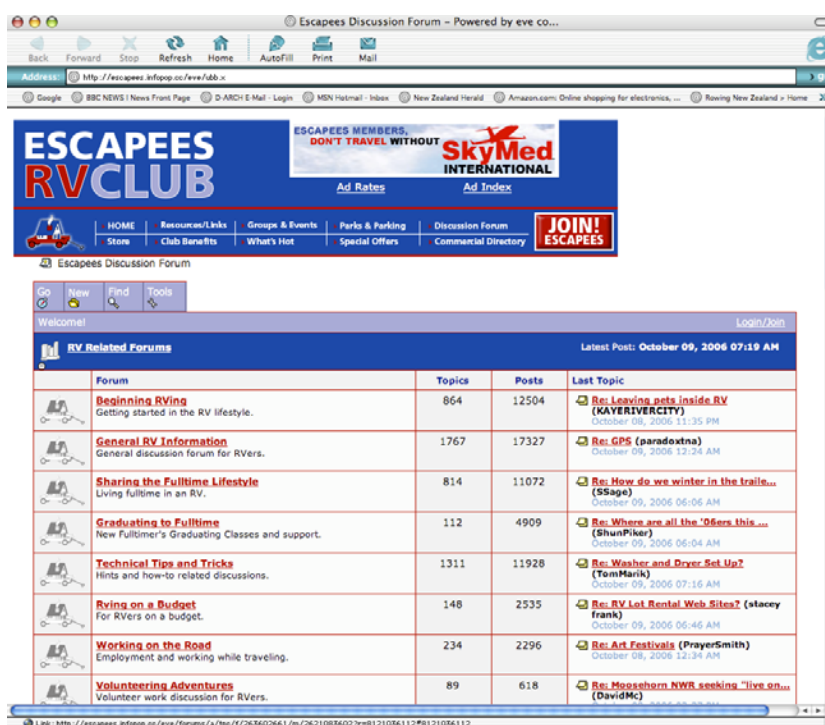 Escapees Discussion Forum – Powered by eve co...
Back Forward Stop Refresh Home AutoFill Print Mail
Address: http://escapees.infopop.cc/eve/ubb.x
Google BBC NEWS | News Front Page D-ARCH E-Mail - Login MSN Hotmail - Inbox New Zealand Herald Amazon.com: Online shopping for electronics, ... Rowing New Zealand > Home
ESCAPEES
RVCLUB
ESCAPEES MEMBERS,
DON'T TRAVEL WITHOUT
SkyMed
INTERNATIONAL
Ad Rates Ad Index
HOME Resources/Links Groups & Events Parks & Parking Discussion Forum
Store Club Benefits What's Hot Special Offers Commercial Directory
JOIN!
ESCAPEES
Escapees Discussion Forum
Go New Find Tools
Welcome! Login/Join
RV Related Forums Latest Post: October 09, 2006 07:19 AM
Forum Topics Posts Last Topic
Beginning RVing 864 12504 Re: Leaving pets inside RV
Getting started in the RV lifestyle. (KAYERIVERCITY)
October 08, 2006 11:35 PM
General RV Information 1767 17327 Re: GPS (paradoxtna)
General discussion forum for RVers. October 09, 2006 12:24 AM
Sharing the Fulltime Lifestyle 814 11072 Re: How do we winter in the traile...
Living fulltime in an RV. (SSage)
October 09, 2006 06:06 AM
Graduating to Fulltime 112 4909 Re: Where are all the '06ers this ...
New Fulltimer's Graduating Classes and support. (ShunPiker)
October 09, 2006 06:04 AM
Technical Tips and Tricks 1311 11928 Re: Washer and Dryer Set Up?
Hints and how-to related discussions. (TomMarik)
October 09, 2006 07:16 AM
Rving on a Budget 148 2535 Re: RV Lot Rental Web Sites? (stacey
For RVers on a budget. frank)
October 09, 2006 06:46 AM
Working on the Road 234 2296 Re: Art Festivals (PrayerSmith)
Employment and working while traveling. October 08, 2006 12:34 AM
Volunteering Adventures 89 618 Re: Moosehorn NWR seeking "live on...
Volunteer work discussion for RVers. (DavidMc)